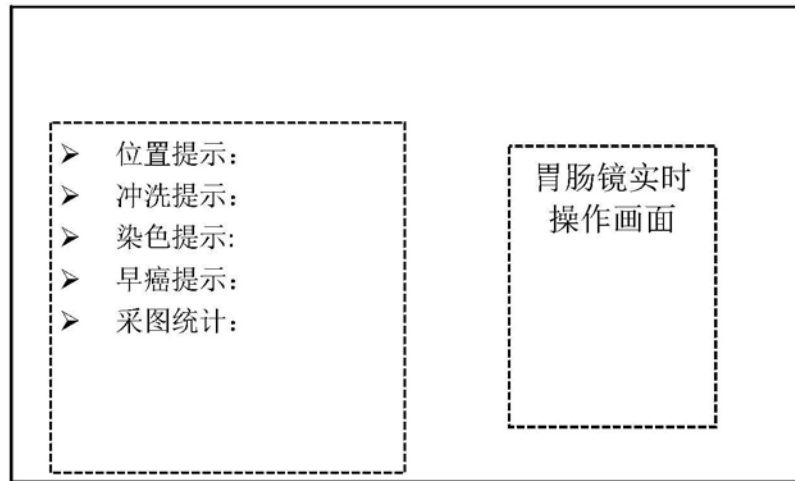 ➤ 位置提示：
➤ 冲洗提示：
➤ 染色提示:
➤ 早癌提示：
➤ 采图统计：
胃肠镜实时
操作画面